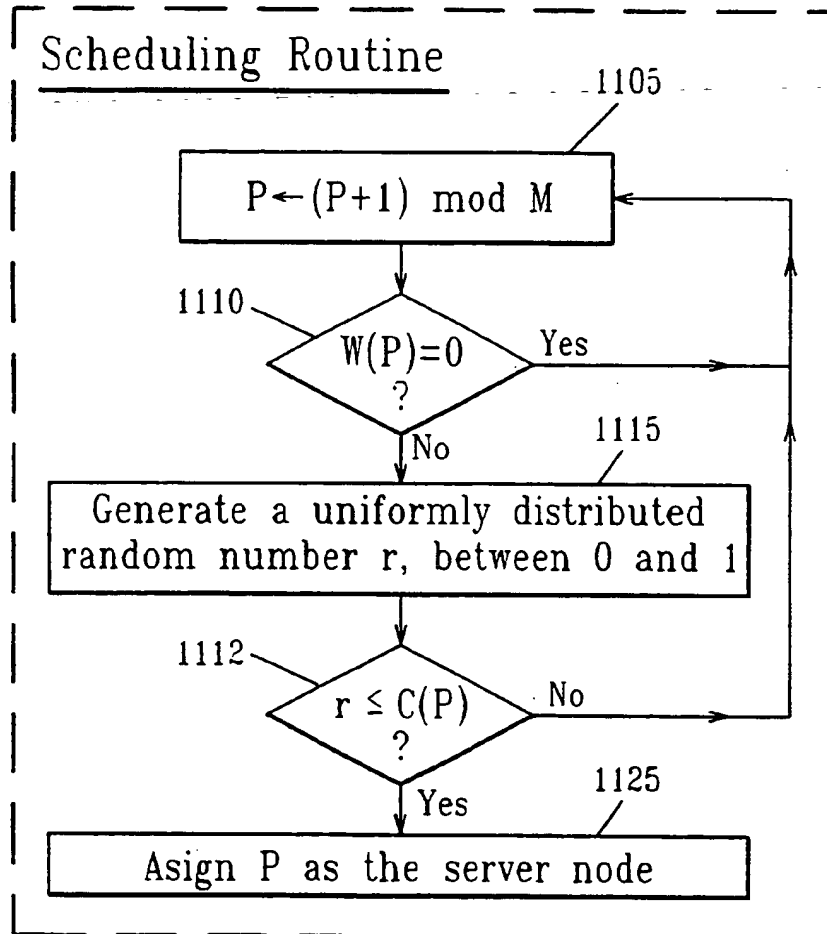 Scheduling Routine
1105
P←(P+1) mod M
1110
W(P)=0
?
Yes
No
1115
Generate a uniformly distributed
random number r, between 0 and 1
1112
r ≤ C(P)
?
No
Yes
1125
Asign P as the server node